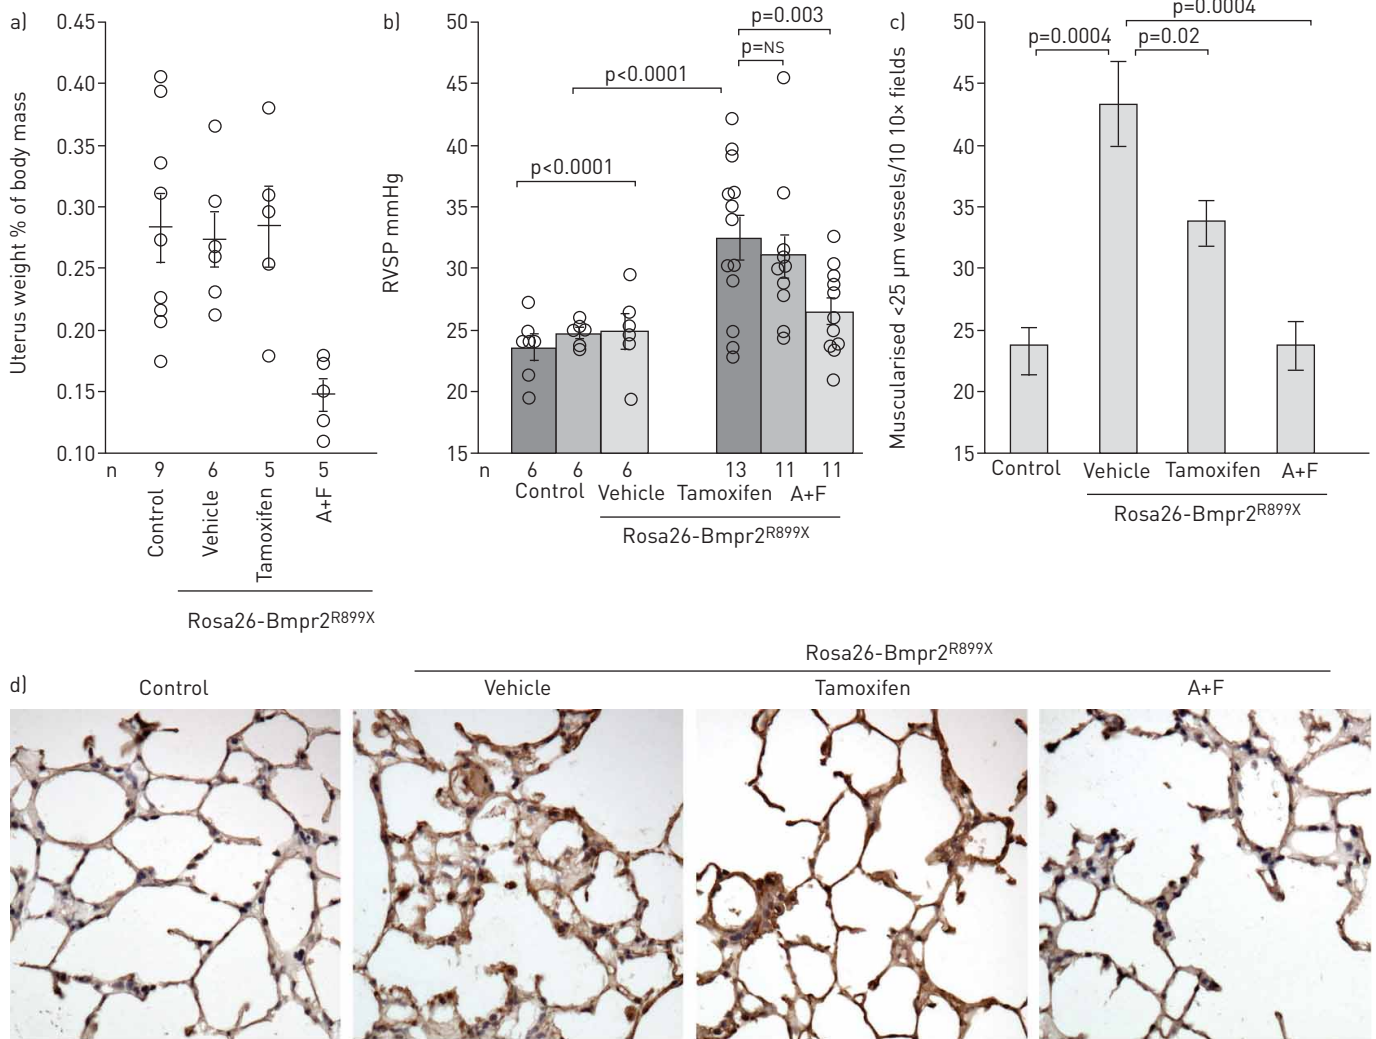 a)
Uterus weight % of body mass
0.45
0.40
0.35
0.30
0.25
0.20
0.15
0.10
n 9 6 5 5
Control
Vehicle
Tamoxifen
A+F
Rosa26-Bmpr2R899X
b)
RVSP mmHg
50
45
40
35
30
25
20
15
p<0.0001
p<0.0001
p=0.003
p=NS
n 6 6 6 13 11 11
Control Vehicle Tamoxifen A+F
Rosa26-Bmpr2R899X
c)
Muscularised <25 µm vessels/10 10× fields
50
45
40
35
30
25
20
15
p=0.0004
p=0.0004 p=0.02
Control Vehicle Tamoxifen A+F
Rosa26-Bmpr2R899X
Rosa26-Bmpr2R899X
d) Control Vehicle Tamoxifen A+F